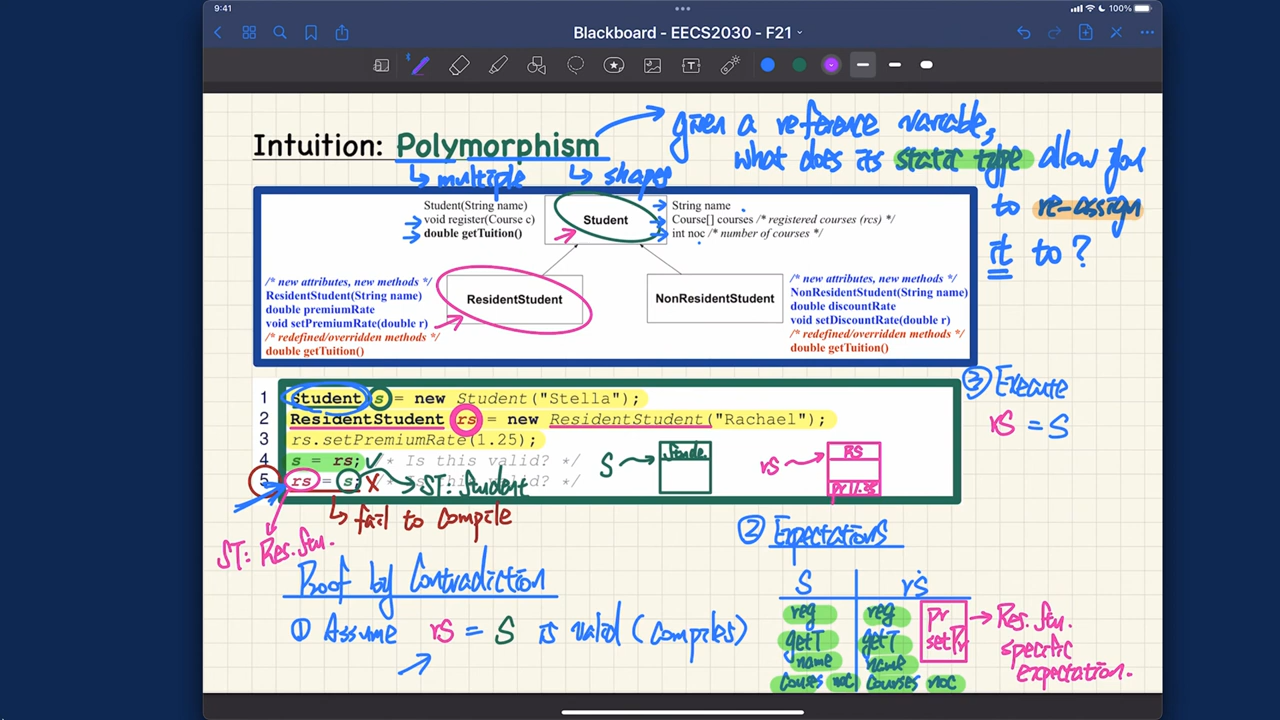 9:41
100%
Blackboard - EECS2030 - F21
Intuition: Polymorphism
↳ multiple
↳ shapes
given a reference variable,
what does its static type allow you
to re-assign
it to ?
Student(String name)
void register(Course c)
double getTuition()
Student
String name
Course[] courses /* registered courses (rcs) */
int noc /* number of courses */
/* new attributes, new methods */
ResidentStudent(String name)
double premiumRate
void setPremiumRate(double r)
/* redefined/overridden methods */
double getTuition()
ResidentStudent
NonResidentStudent
/* new attributes, new methods */
NonResidentStudent(String name)
double discountRate
void setDiscountRate(double r)
/* redefined/overridden methods */
double getTuition()
1 Student s = new Student("Stella");
2 ResidentStudent rs = new ResidentStudent("Rachael");
3 rs.setPremiumRate(1.25);
4 s = rs; ✓ /* Is this valid? */
5 rs = s; X /* Is this valid? */
ST: Student
↳ fail to compile
ST: Res. Stu.
S →
rS →
RS
③ Execute
rS = S
Proof by Contradiction
① Assume rS = S is valid (compiles)
② Expectations
S rS
reg reg pr
getT getT setPr
name name
courses noc courses noc
→ Res. Stu.
specific
expectation.